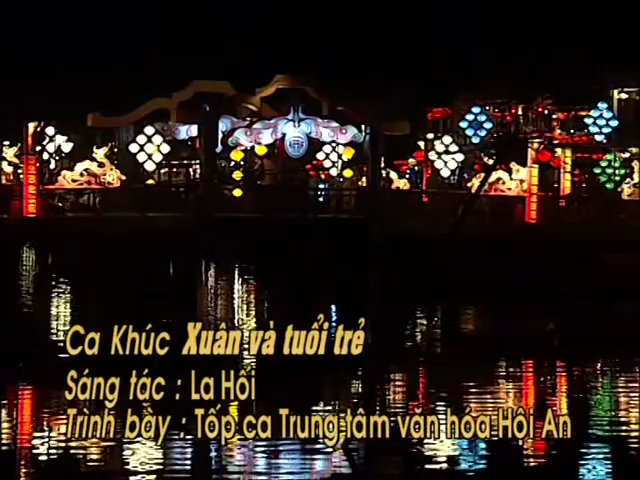 Ca Khúc Xuân và tuổi trẻ
Sáng tác : La Hối
Trình bầy : Tốp ca Trung tâm văn hóa Hội An